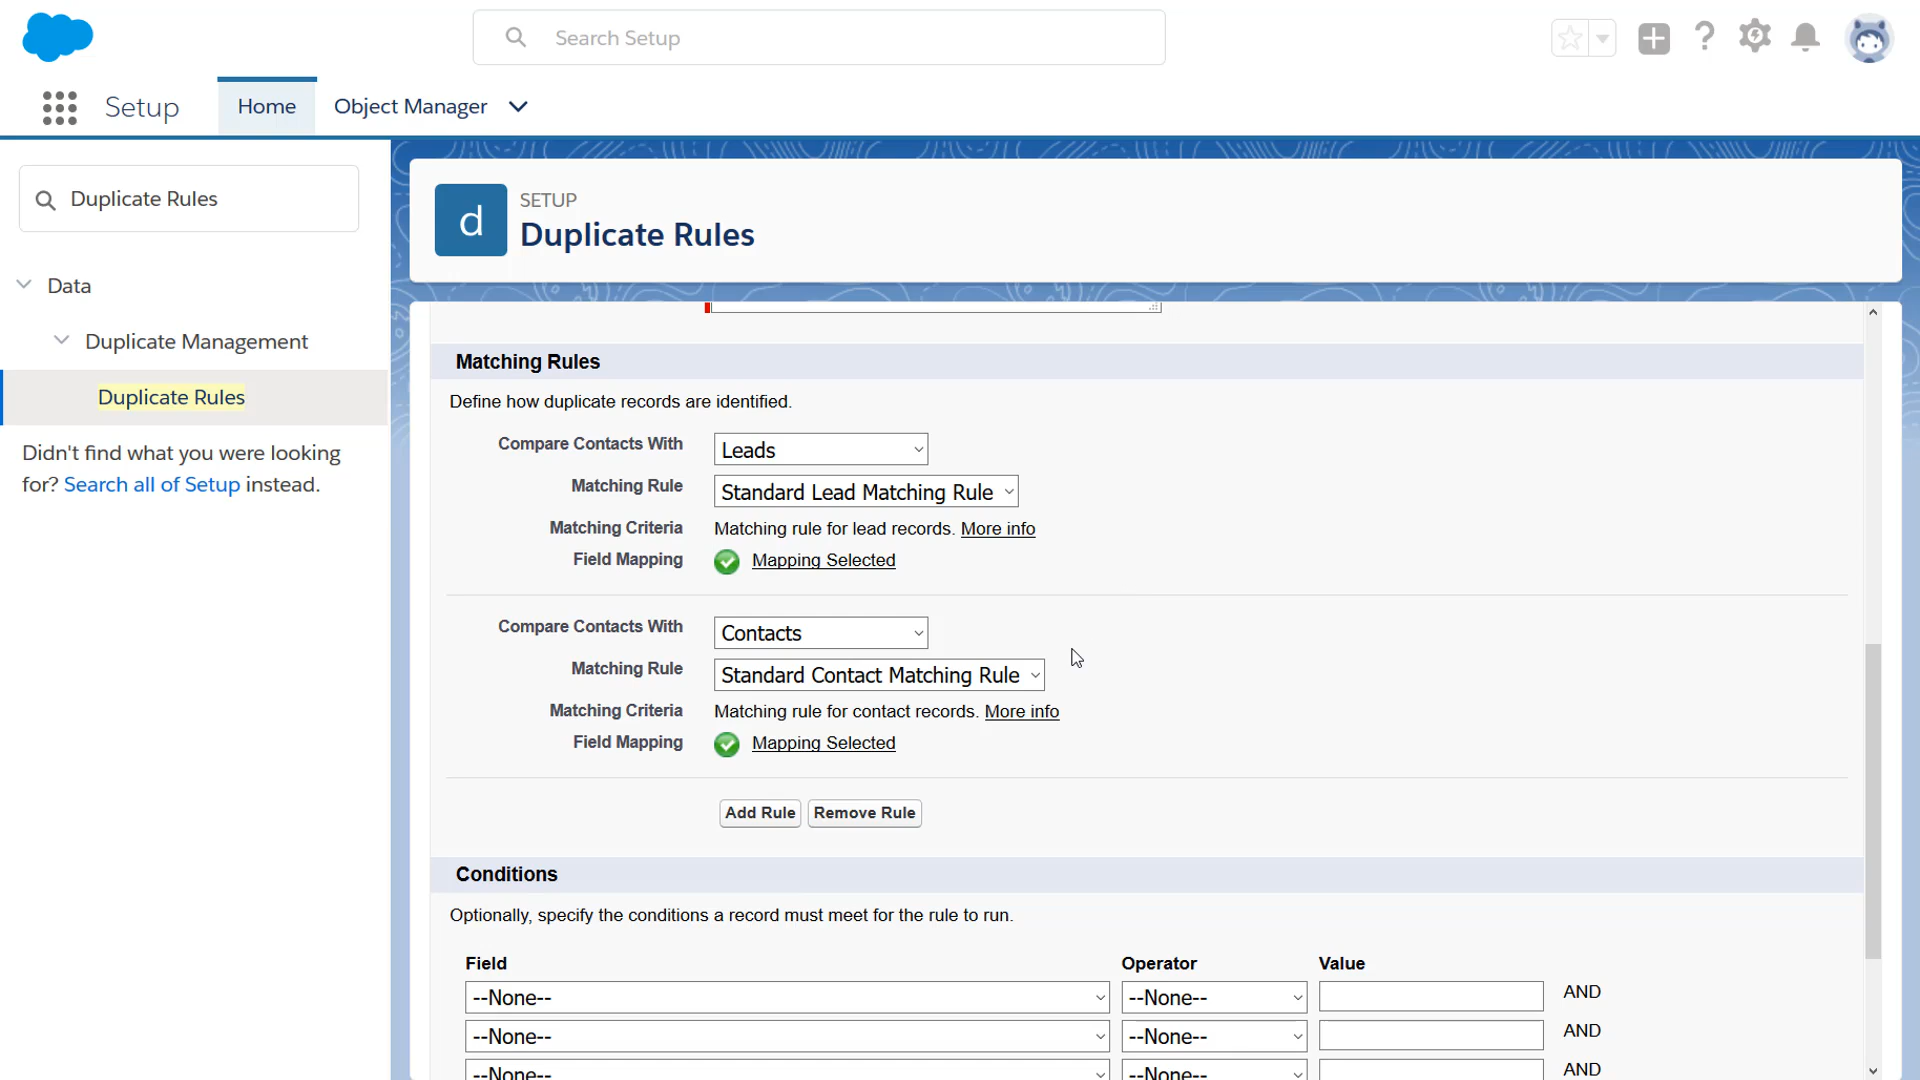 Search Setup
Setup
Home
Object Manager
Duplicate Rules
Data
Duplicate Management
Duplicate Rules
Didn't find what you were looking
for? Search all of Setup instead.
d
SETUP
Duplicate Rules
Matching Rules
Define how duplicate records are identified.
Compare Contacts With
Leads
Matching Rule
Standard Lead Matching Rule
Matching Criteria
Matching rule for lead records. More info
Field Mapping
Mapping Selected
Compare Contacts With
Contacts
Matching Rule
Standard Contact Matching Rule
Matching Criteria
Matching rule for contact records. More info
Field Mapping
Mapping Selected
Add Rule
Remove Rule
Conditions
Optionally, specify the conditions a record must meet for the rule to run.
Field
Operator
Value
--None--
--None--
AND
--None--
--None--
AND
--None--
--None--
AND